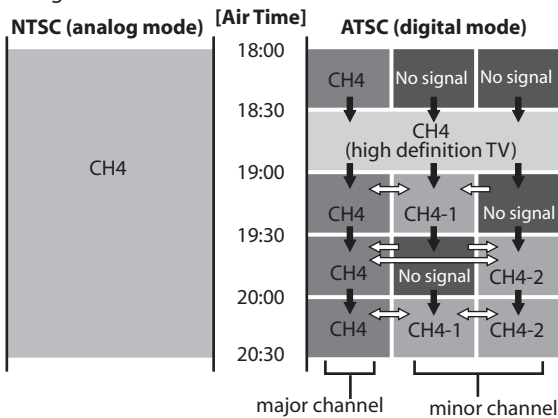 NTSC (analog mode)
[Air Time]
ATSC (digital mode)
18:00
CH4 No signal No signal
18:30
CH4
(high definition TV)
CH4
19:00
CH4 CH4-1 No signal
19:30
CH4 No signal CH4-2
20:00
CH4 CH4-1 CH4-2
20:30
major channel minor channel